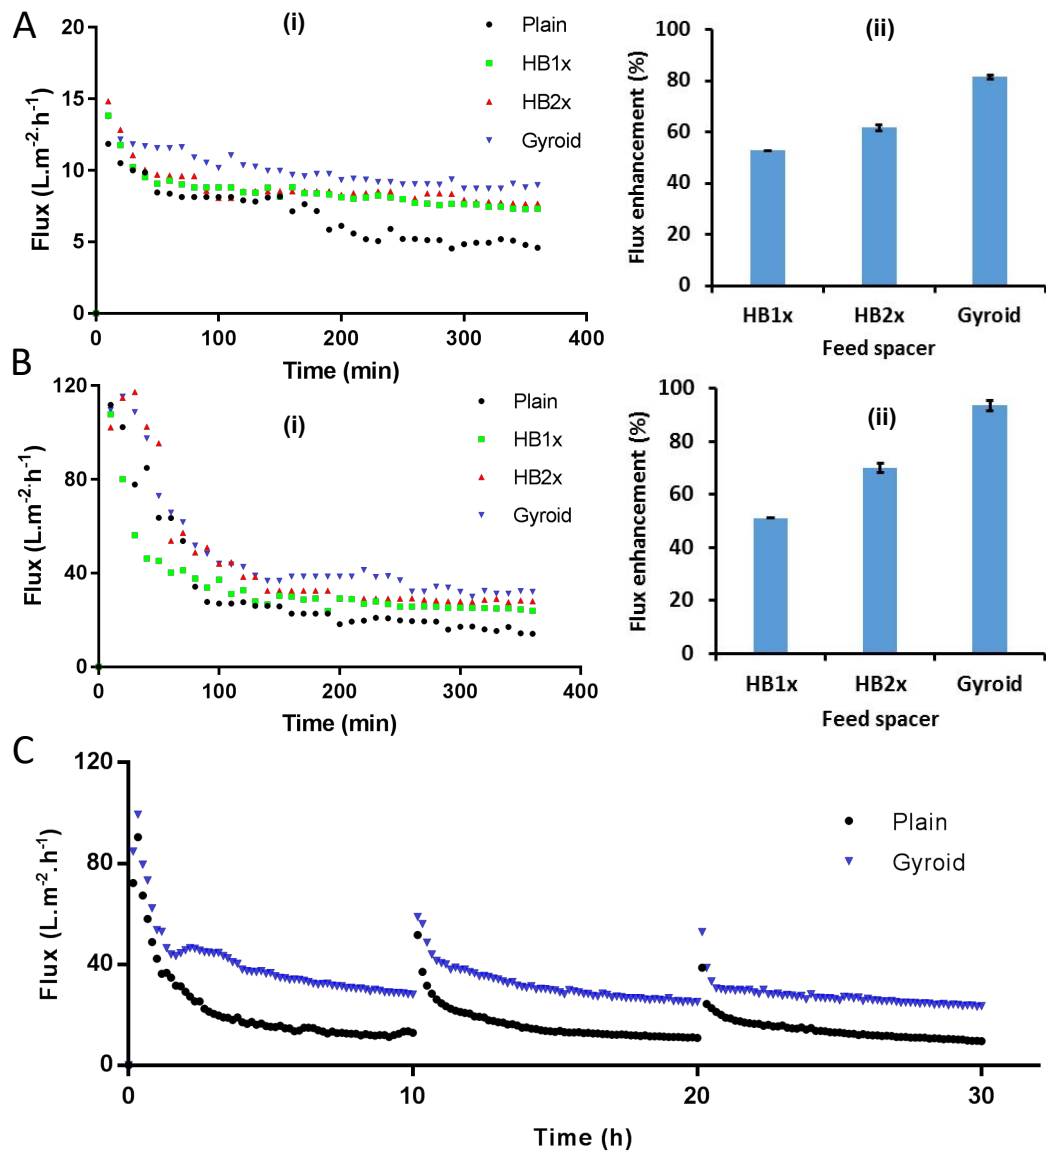 A
(i)
Plain
HB1x
HB2x
Gyroid
Flux (L.m⁻²·h⁻¹)
20
15
10
5
0
0 100 200 300 400
Time (min)
(ii)
Flux enhancement (%)
100
80
60
40
20
0
HB1x HB2x Gyroid
Feed spacer
B
(i)
Plain
HB1x
HB2x
Gyroid
Flux (L.m⁻²·h⁻¹)
120
80
40
0
0 100 200 300 400
Time (min)
(ii)
Flux enhancement (%)
100
80
60
40
20
0
HB1x HB2x Gyroid
Feed spacer
C
Plain
Gyroid
Flux (L.m⁻².h⁻¹)
120
80
40
0
0 10 20 30
Time (h)